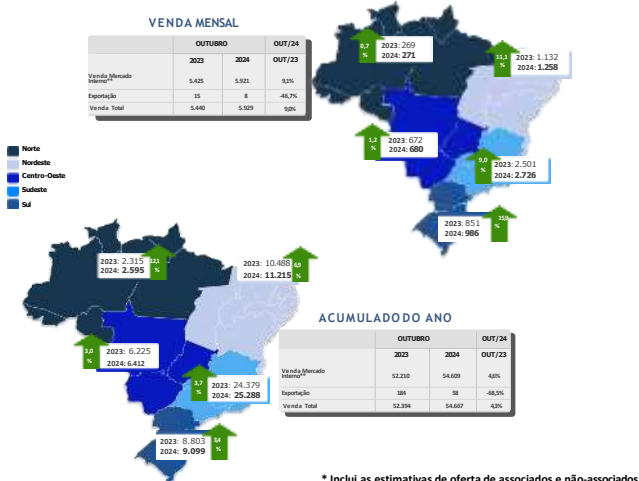 VENDA MENSAL
OUTUBRO OUT/24
2023 2024 OUT/23
Venda Mercado
Interno** 5.425 5.921 9,1%
Exportação 15 8 -46,7%
Venda Total 5.440 5.929 9,0%
0,7
%
2023: 269
2024: 271
11,1
%
2023: 1.132
2024: 1.258
1,2
%
2023: 672
2024: 680
9,0
%
2023: 2.501
2024: 2.726
2023: 851
2024: 986
15,9
%
Norte
Nordeste
Centro-Oeste
Sudeste
Sul
2023: 2.315
2024: 2.595
12,1
%
2023: 10.488
2024: 11.215
6,9
%
3,0
%
2023: 6.225
2024: 6.412
3,7
%
2023: 24.379
2024: 25.288
2023: 8.803
2024: 9.099
3,4
%
ACUMULADO DO ANO
OUTUBRO OUT/24
2023 2024 OUT/23
Venda Mercado
Interno** 52.210 54.609 4,6%
Exportação 184 58 -68,5%
Venda Total 52.394 54.667 4,3%
* Inclui as estimativas de oferta de associados e não-associados